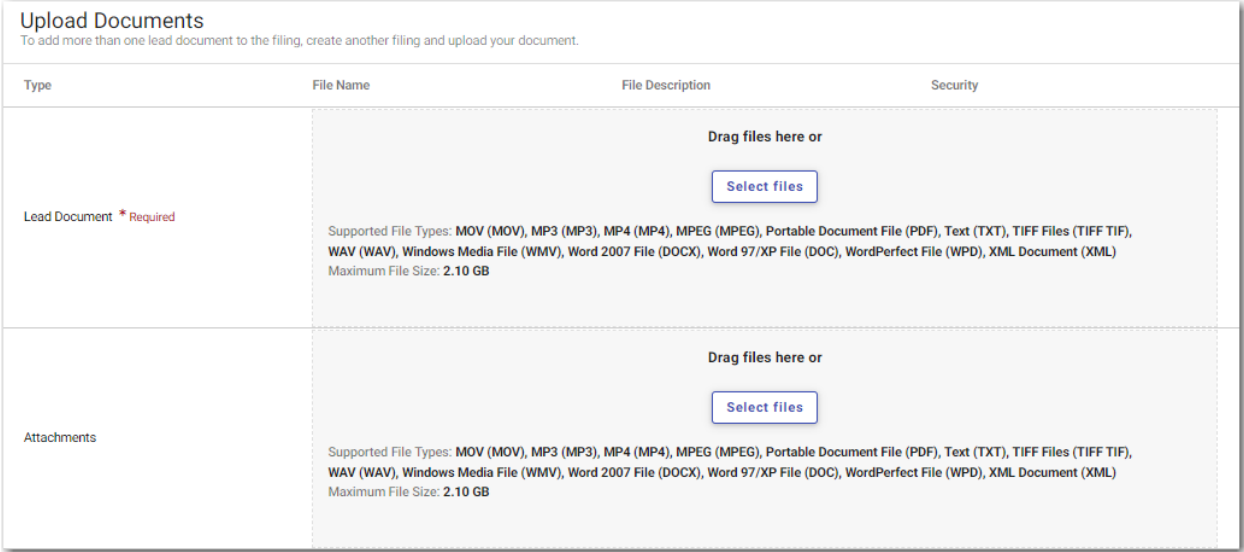 Upload Documents
To add more than one lead document to the filing, create another filing and upload your document.
Type File Name File Description Security
Drag files here or
Select files
Lead Document * Required
Supported File Types: MOV (MOV), MP3 (MP3), MP4 (MP4), MPEG (MPEG), Portable Document File (PDF), Text (TXT), TIFF Files (TIFF TIF),
WAV (WAV), Windows Media File (WMV), Word 2007 File (DOCX), Word 97/XP File (DOC), WordPerfect File (WPD), XML Document (XML)
Maximum File Size: 2.10 GB
Drag files here or
Select files
Attachments
Supported File Types: MOV (MOV), MP3 (MP3), MP4 (MP4), MPEG (MPEG), Portable Document File (PDF), Text (TXT), TIFF Files (TIFF TIF),
WAV (WAV), Windows Media File (WMV), Word 2007 File (DOCX), Word 97/XP File (DOC), WordPerfect File (WPD), XML Document (XML)
Maximum File Size: 2.10 GB